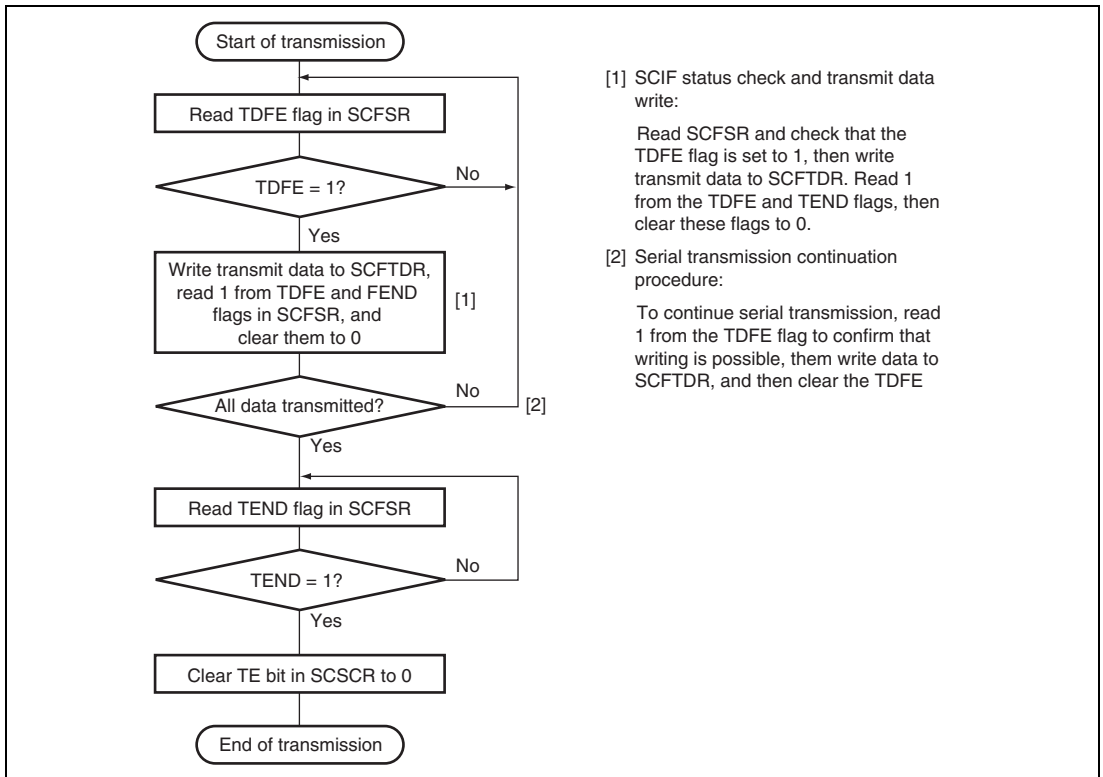 Start of transmission
Read TDFE flag in SCFSR
TDFE = 1?
No
Yes
Write transmit data to SCFTDR,
read 1 from TDFE and FEND
flags in SCFSR, and
clear them to 0
[1]
All data transmitted?
No
[2]
Yes
Read TEND flag in SCFSR
TEND = 1?
No
Yes
Clear TE bit in SCSCR to 0
End of transmission
[1] SCIF status check and transmit data
write:
Read SCFSR and check that the
TDFE flag is set to 1, then write
transmit data to SCFTDR. Read 1
from the TDFE and TEND flags, then
clear these flags to 0.
[2] Serial transmission continuation
procedure:
To continue serial transmission, read
1 from the TDFE flag to confirm that
writing is possible, them write data to
SCFTDR, and then clear the TDFE